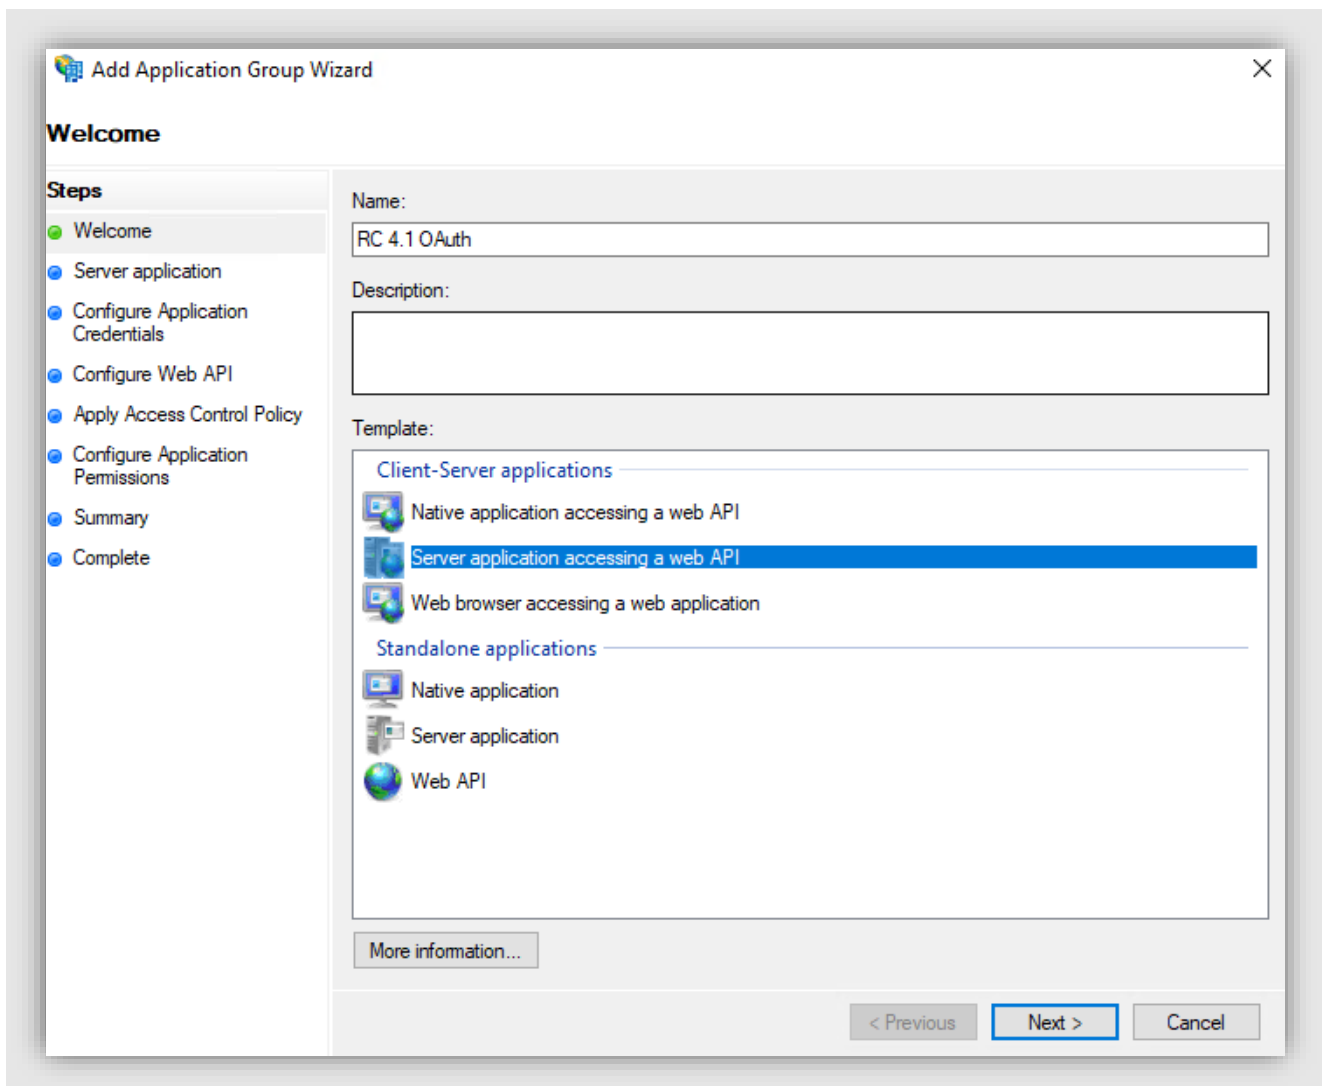 Add Application Group Wizard
Welcome
Steps
Welcome
Server application
Configure Application
Credentials
Configure Web API
Apply Access Control Policy
Configure Application
Permissions
Summary
Complete
Name:
RC 4.1 OAuth
Description:
Template:
Client-Server applications
Native application accessing a web API
Server application accessing a web API
Web browser accessing a web application
Standalone applications
Native application
Server application
Web API
More information...
< Previous
Next >
Cancel